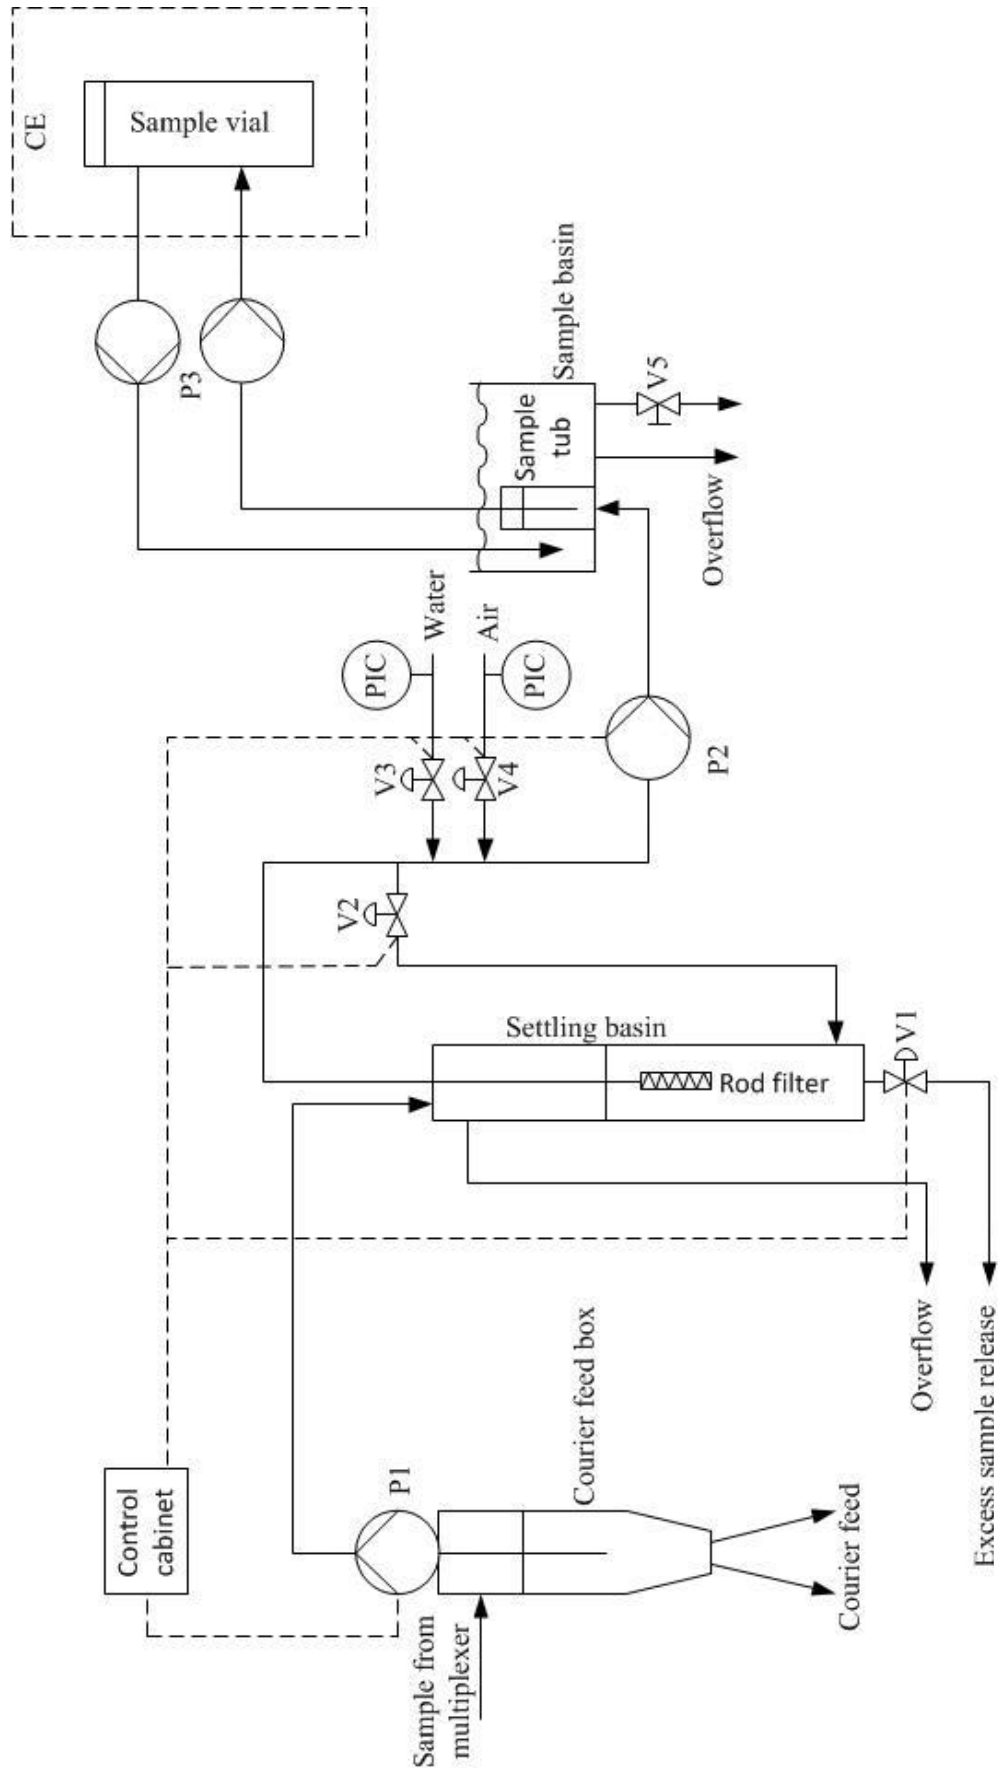 Control
cabinet
P1
Sample from
multiplexer
Courier feed box
Courier feed
Settling basin
Rod filter
V1
Overflow
Excess sample release
V2
V3
V4
PIC
Water
PIC
Air
P2
P3
CE
Sample vial
Sample basin
Sample
tub
V5
Overflow